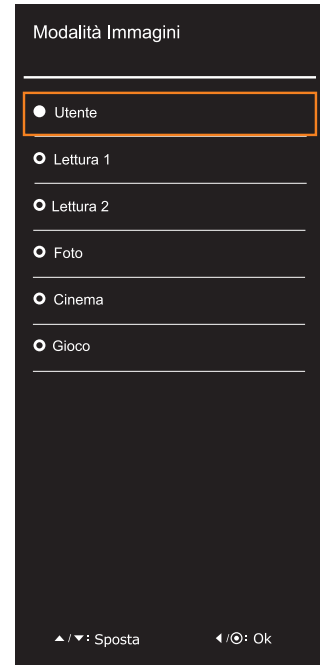 Modalità Immagini
Utente
Lettura 1
Lettura 2
Foto
Cinema
Gioco
▲/▼: Sposta ◀/◉: Ok